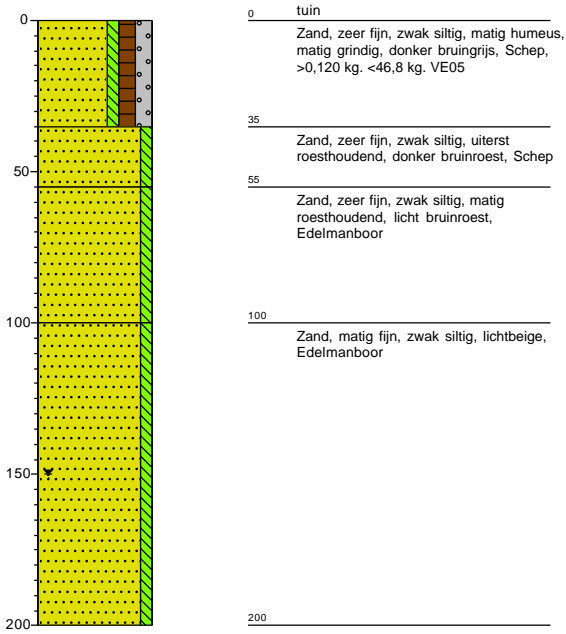 0
50
100
150
200
0
tuin
Zand, zeer fijn, zwak siltig, matig humeus,
matig grindig, donker bruingrijs, Schep,
>0,120 kg. <46,8 kg. VE05
35
Zand, zeer fijn, zwak siltig, uiterst
roesthoudend, donker bruinroest, Schep
55
Zand, zeer fijn, zwak siltig, matig
roesthoudend, licht bruinroest,
Edelmanboor
100
Zand, matig fijn, zwak siltig, lichtbeige,
Edelmanboor
200